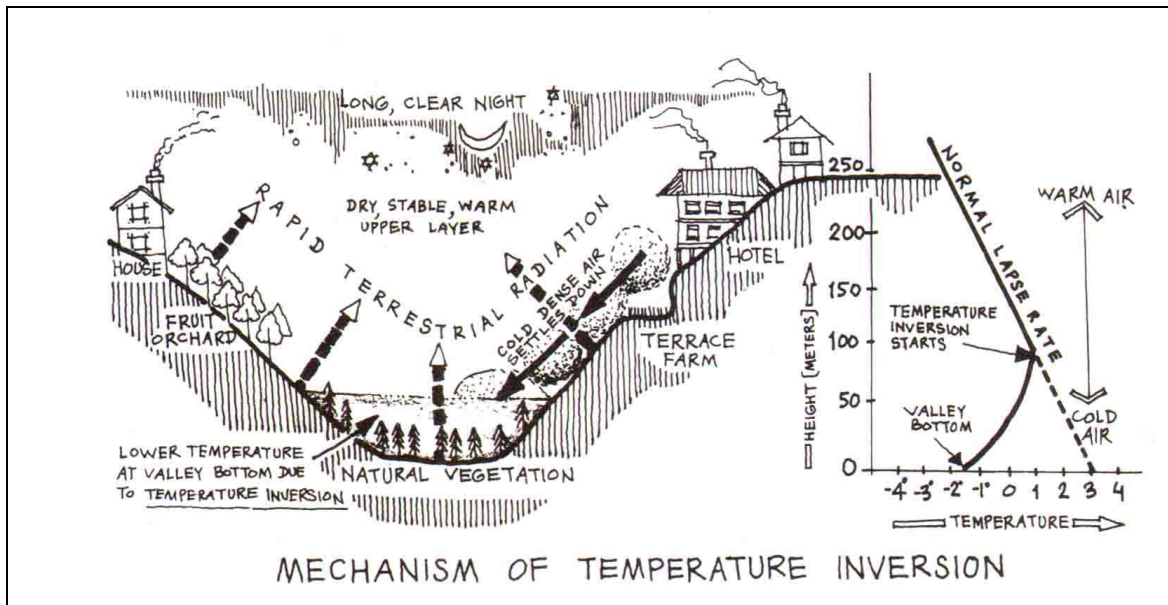 LONG, CLEAR NIGHT
DRY, STABLE, WARM
UPPER LAYER
RAPID TERRESTRIAL RADIATION
COLD DENSE AIR
SETTLES DOWN
HOUSE
FRUIT
ORCHARD
HOTEL
TERRACE
FARM
LOWER TEMPERATURE
AT VALLEY BOTTOM DUE
TO TEMPERATURE INVERSION
NATURAL VEGETATION
250
200
150
100
50
0
HEIGHT [METERS]
NORMAL LAPSE RATE
WARM AIR
TEMPERATURE
INVERSION
STARTS
VALLEY
BOTTOM
COLD
AIR
-4° -3° -2° -1° 0 1 2 3 4
TEMPERATURE
MECHANISM OF TEMPERATURE INVERSION